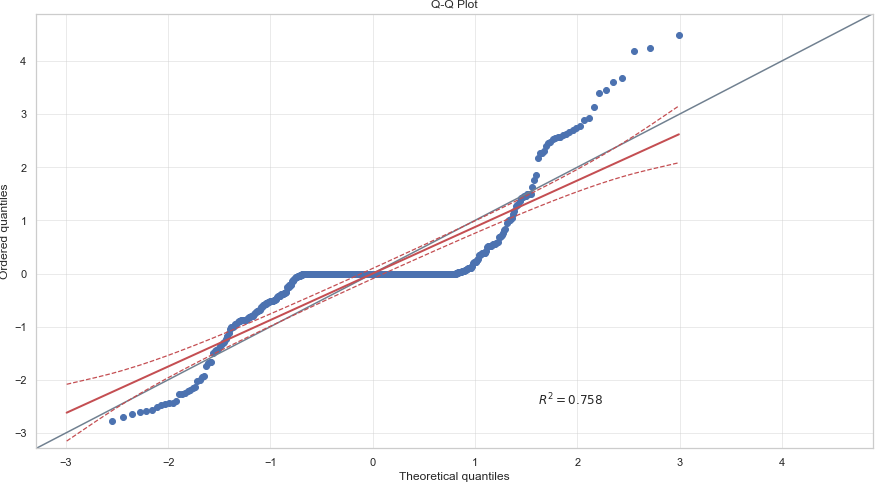 Q-Q Plot
Ordered quantiles
4
3
2
1
0
−1
−2
−3
R² = 0.758
−3 −2 −1 0 1 2 3 4
Theoretical quantiles